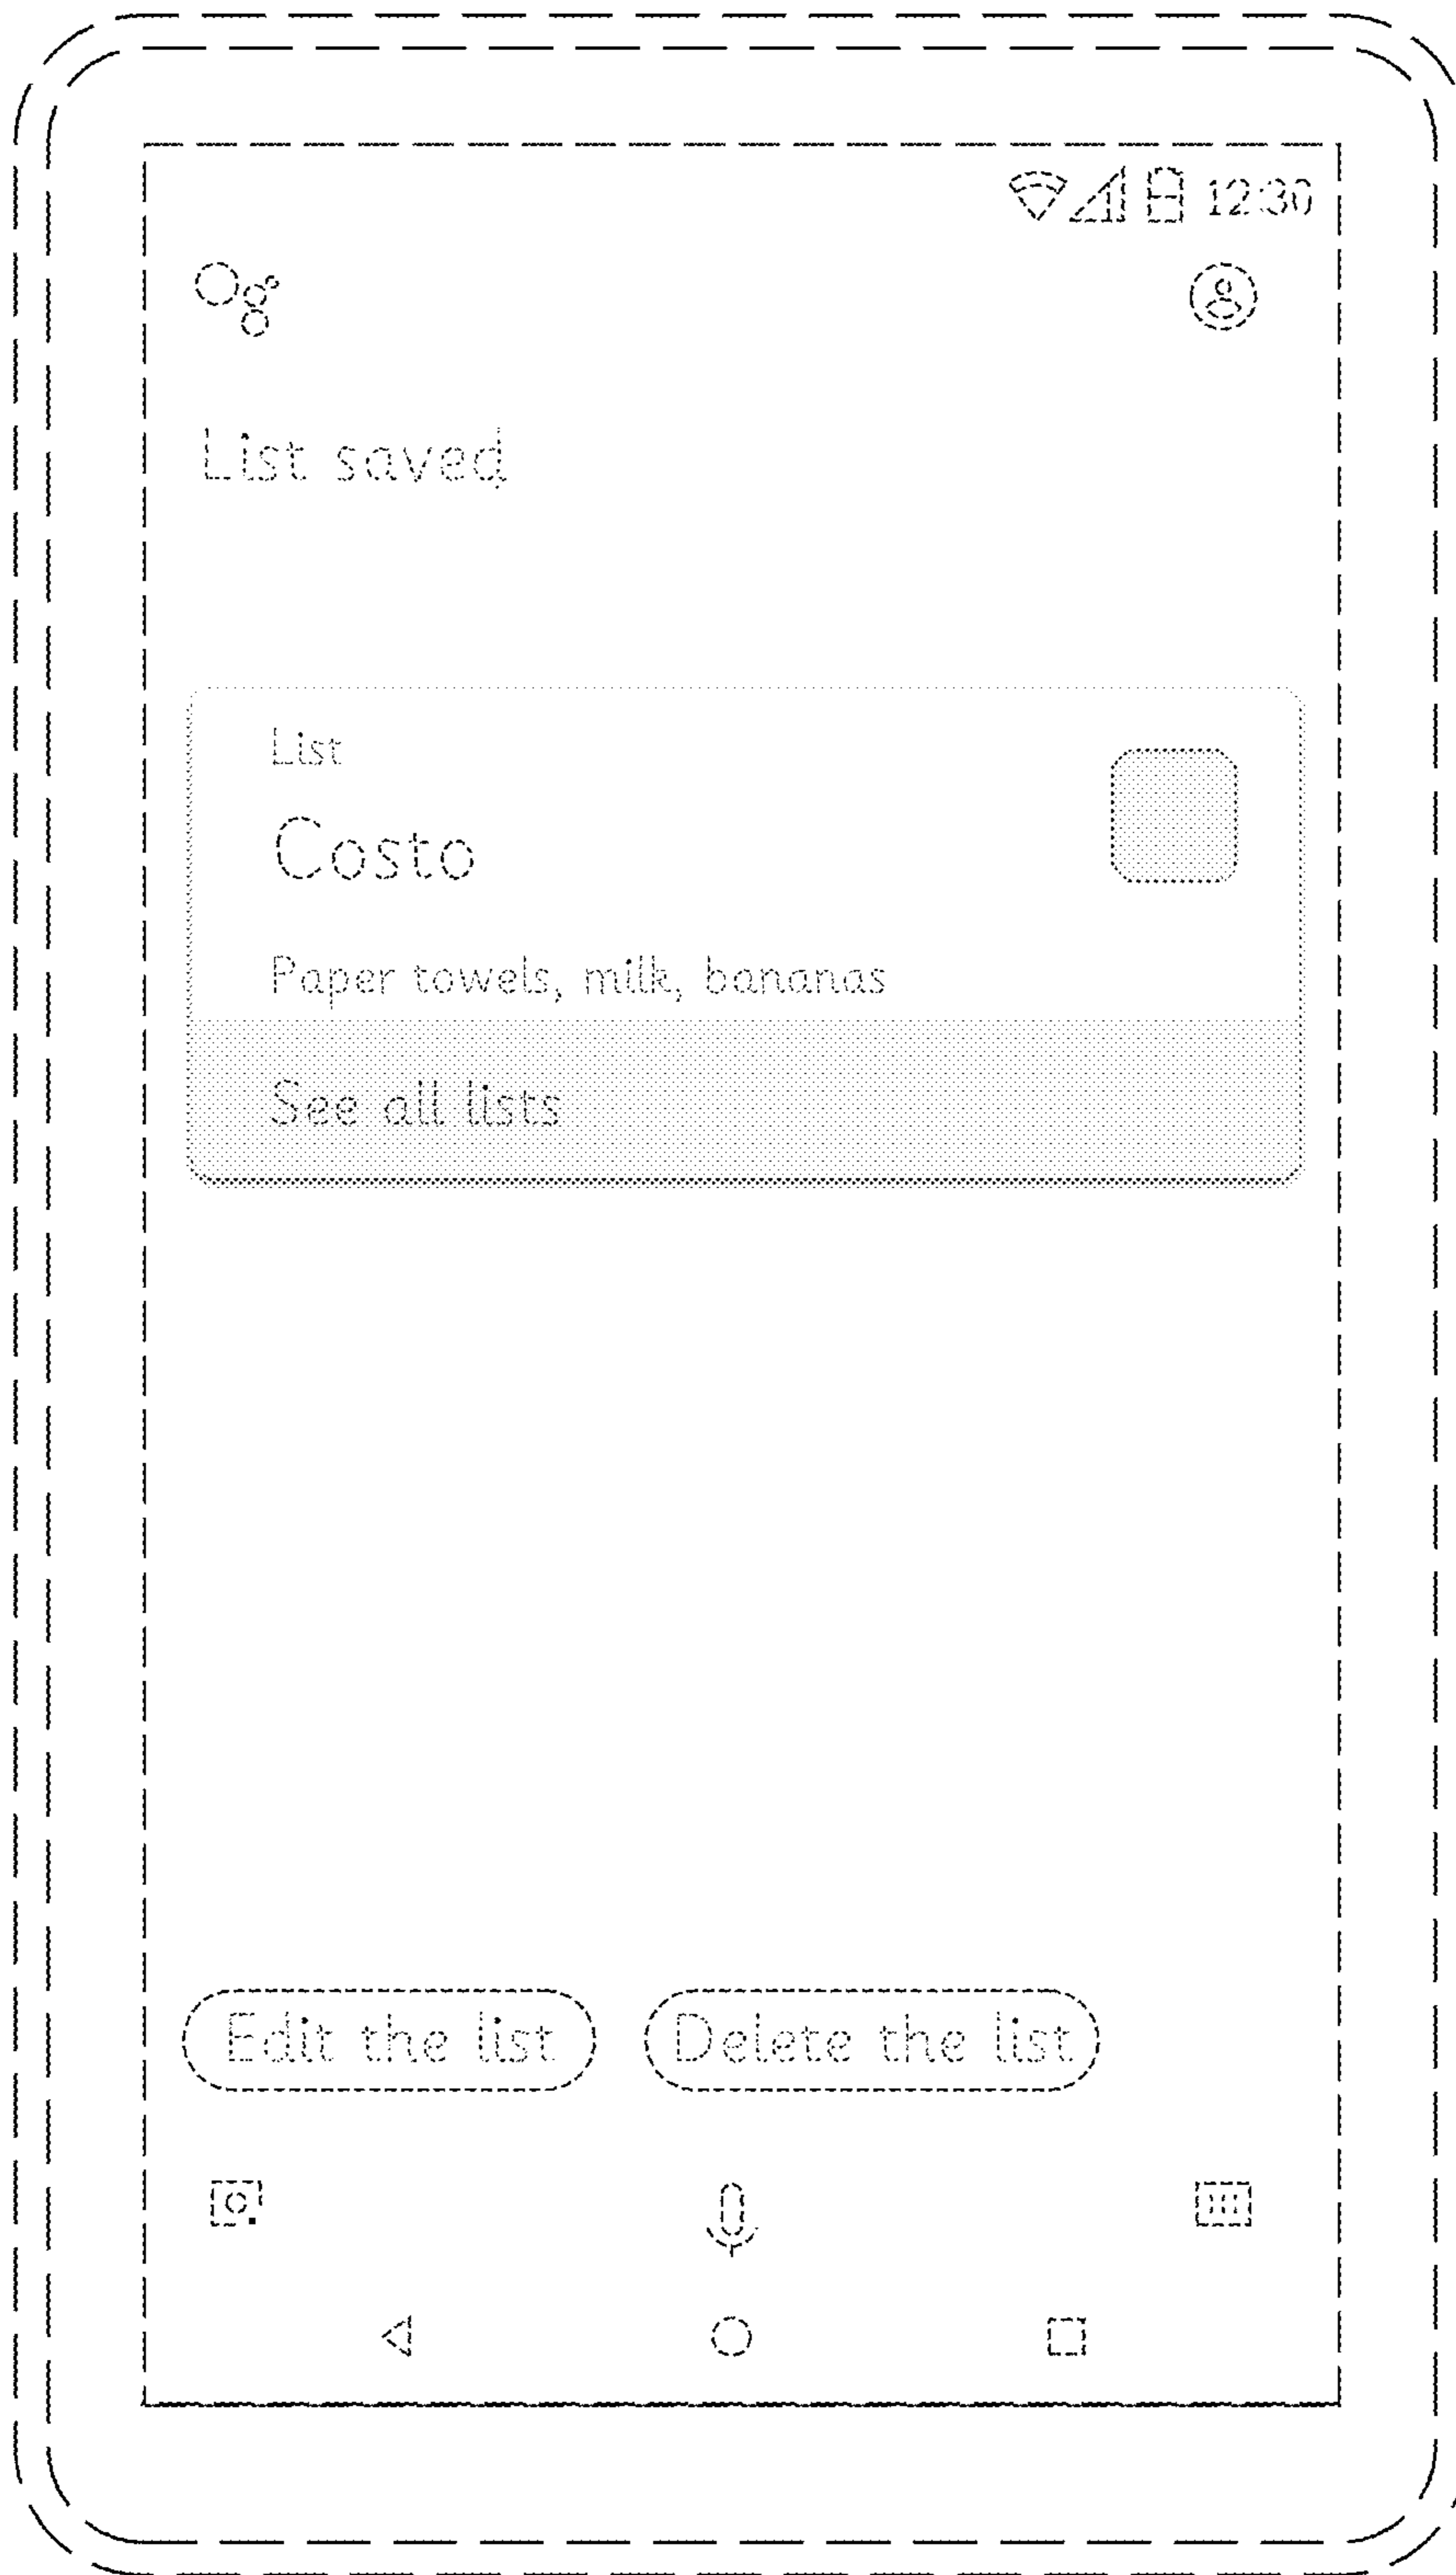 12:30
List saved
List
Costo
Paper towels, milk, bananas
See all lists
Edit the list Delete the list